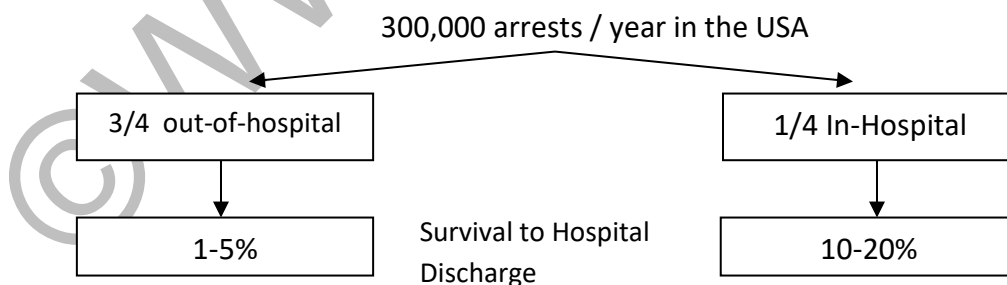 300,000 arrests / year in the USA
3/4 out-of-hospital
1/4 In-Hospital
1-5%
Survival to Hospital
Discharge
10-20%